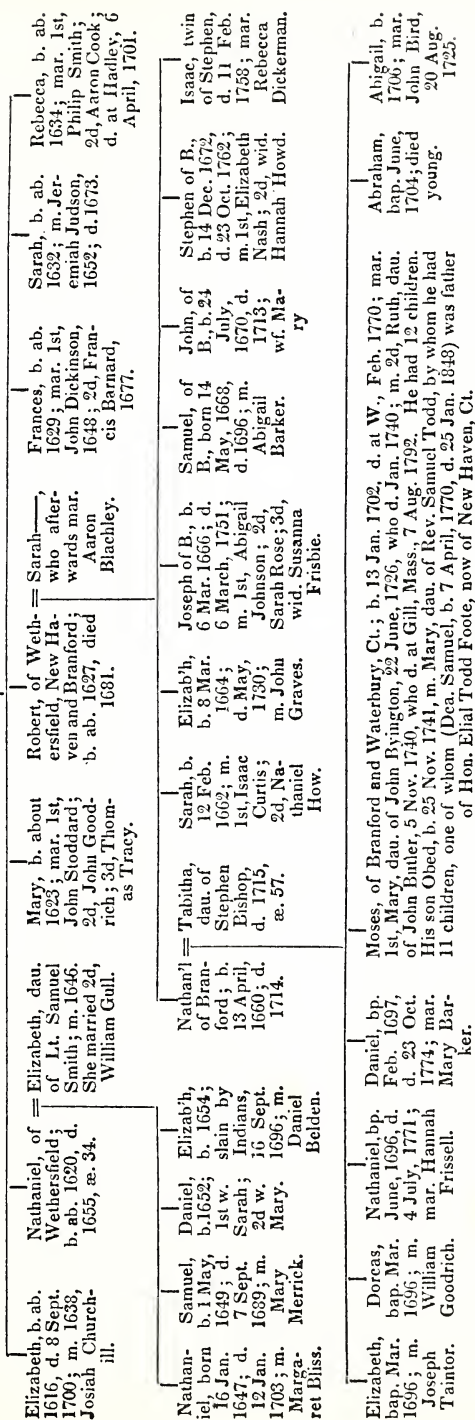 Elizabeth, b. ab.
1616, d. 8 Sept.
1700; m. 1638,
Josiah Church-
ill.
Nathaniel, of
Wethersfield;
b. ab. 1620, d.
1655, æ. 34.
= Elizabeth, dau.
of Lt. Samuel
Smith; m. 1646.
She married 2d,
William Gull.
Mary, b. about
1623; mar. 1st,
John Stoddard;
2d, John Good-
rich; 3d, Thom-
as Tracy.
Robert, of Weth-
ersfield, New Ha-
ven and Branford;
b. ab. 1627, died
1681.
= Sarah——,
who after-
wards mar.
Aaron
Blachley.
Frances, b. ab.
1629; mar. 1st,
John Dickinson,
1648; 2d, Fran-
cis Barnard,
1677.
Sarah, b. ab.
1632; m. Jer-
emiah Judson,
1652; d. 1673.
Rebecca, b. ab.
1634; mar. 1st,
Philip Smith;
2d, Aaron Cook;
d. at Hadley, 6
April, 1701.
Nathan-
iel, born
16 Jan.
1647; d.
12 Jan.
1703; m.
Marga-
ret Bliss.
Samuel,
b. 1 May,
1649; d.
7 Sept.
1689; m.
Mary
Merrick.
Daniel,
b. 1652;
1st w.
Sarah;
2d w.
Mary.
Elizab'h,
b. 1654;
slain by
Indians,
16 Sept.
1696; m.
Daniel
Belden.
Nathan'l
of Bran-
ford; b.
13 April,
1660; d.
1714.
= Tabitha,
dau. of
Stephen
Bishop,
d. 1715,
æ. 57.
Sarah, b.
12 Feb.
1662; m.
1st, Isaac
Curtis;
2d, Na-
thaniel
How.
Elizab'h,
b. 8 Mar.
1664;
d. May,
1730;
m. John
Graves.
Joseph of B., b.
6 Mar. 1666; d.
6 March, 1751;
m. 1st, Abigail
Johnson; 2d,
Sarah Rose; 3d,
wid. Susanna
Frisbie.
Samuel, of
B., born 14
May, 1668,
d. 1696; m.
Abigail
Barker.
John, of
B., b. 24
July,
1670, d.
1713;
wf. Ma-
ry
Stephen of B.,
b. 14 Dec. 1672,
d. 23 Oct. 1762;
m. 1st, Elizabeth
Nash; 2d, wid.
Hannah Howd.
Isaac, twin
of Stephen,
d. 11 Feb.
1758; mar.
Rebecca
Dickerman.
Elizabeth,
bap. Mar.
1696; m.
Joseph
Taintor.
Dorcas,
bap. Mar.
1696; m.
William
Goodrich.
Nathaniel, bp.
June, 1696, d.
4 July, 1771;
mar. Hannah
Frissell.
Daniel, bp.
Feb. 1697,
d. 23 Oct.
1774; mar.
Mary Bar-
ker.
Moses, of Branford and Waterbury, Ct.; b. 13 Jan. 1702, d. at W., Feb. 1770; mar.
1st, Mary, dau. of John Byington, 22 June, 1726, who d. Jan. 1740; m. 2d, Ruth, dau.
of John Butler, 5 Nov. 1740, who d. at Gill, Mass., 7 Aug. 1792. He had 12 children.
His son Obed, b. 25 Nov. 1741, m. Mary, dau. of Rev. Samuel Todd, by whom he had
11 children, one of whom (Dea. Samuel, b. 7 April, 1770, d. 25 Jan. 1848) was father
of Hon. Elial Todd Foote, now of New Haven, Ct.
Abraham,
bap. June,
1704; died
young.
Abigail, b.
1706; mar.
John Bird,
20 Aug.
1725.